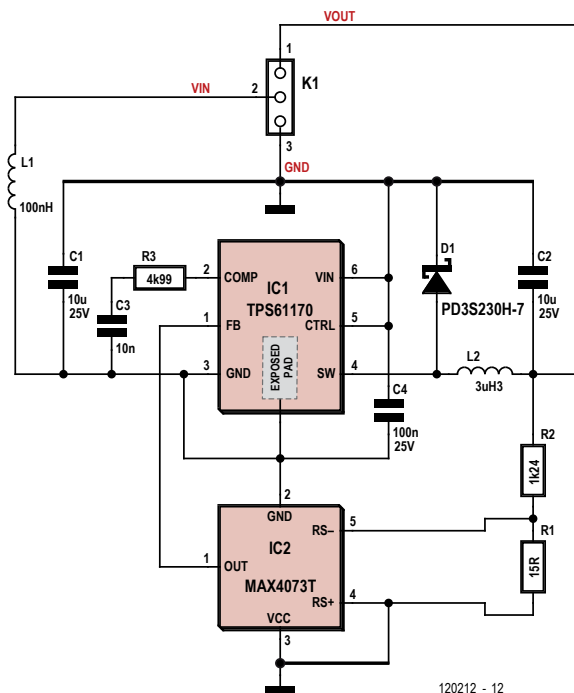 VOUT
1
VIN
2
K1
3
L1
GND
100nH
C1
R3
D1
C2
4k99
2
COMP
IC1
VIN
6
10u
25V
C3
TPS61170
PD3S230H-7
10u
25V
1
FB
CTRL
5
10n
EXPOSED
PAD
L2
3
GND
SW
4
3uH3
C4
100n
25V
R2
1k24
2
GND
RS–
5
R1
IC2
1
OUT
15R
MAX4073T
RS+
4
VCC
3
120212 - 12